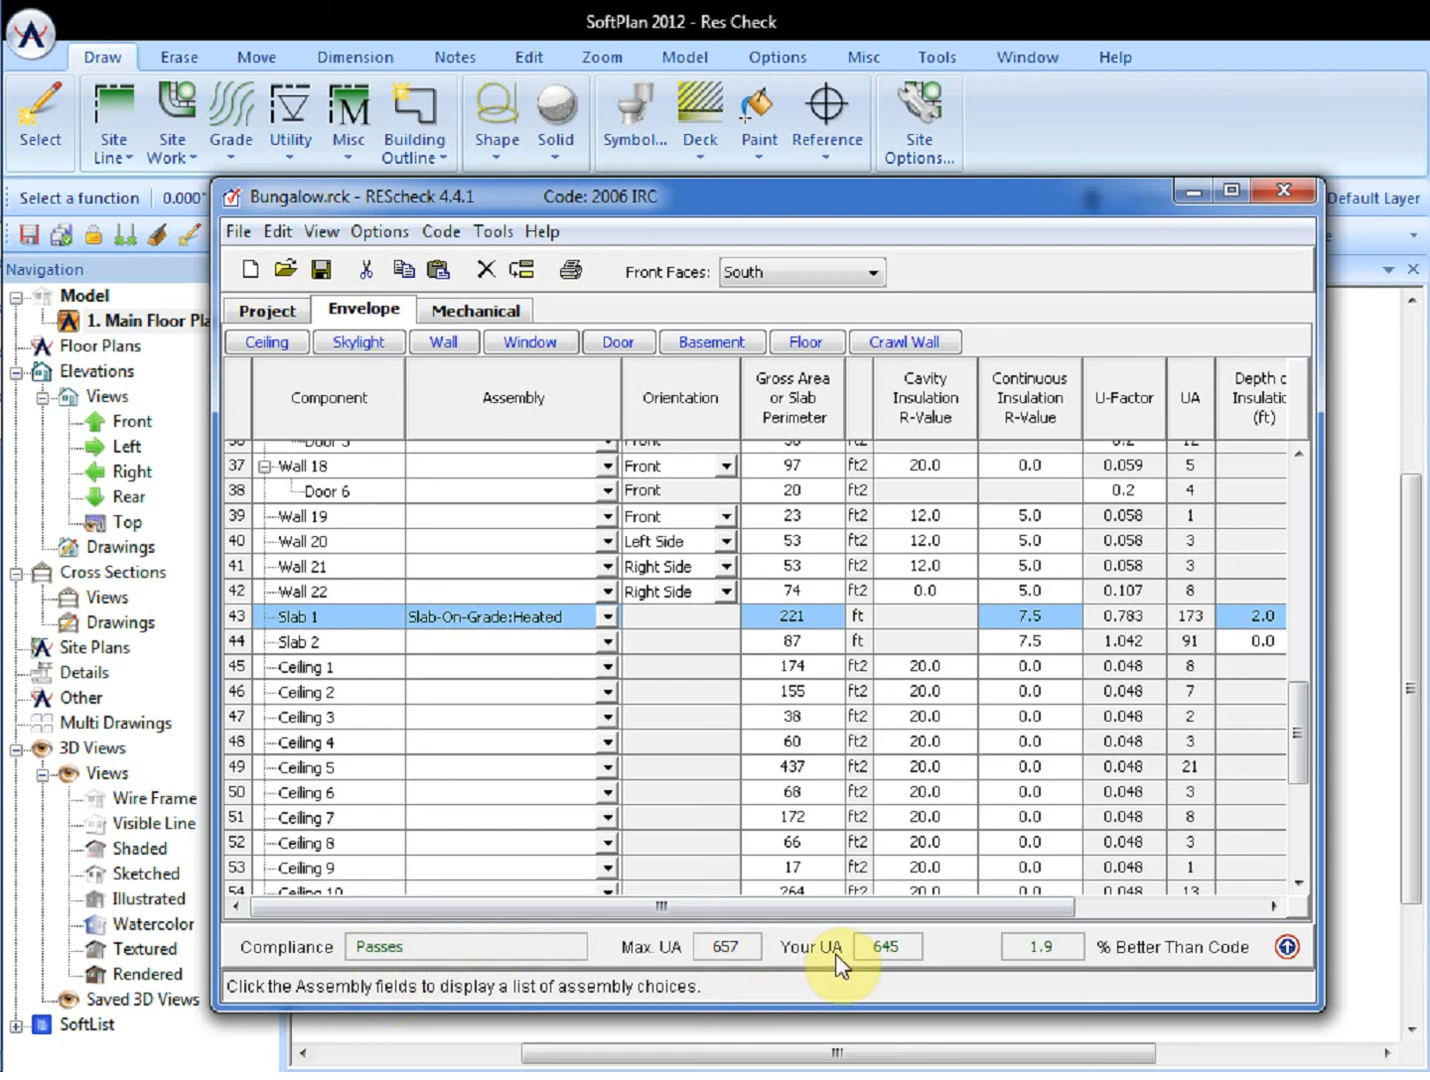 SoftPlan 2012 - Res Check
Draw Erase Move Dimension Notes Edit Zoom Model Options Misc Tools Window Help
Select Site Line Site Work Grade Utility Misc Building Outline Shape Solid Symbol... Deck Paint Reference Site Options...
Select a function 0.000" Default Layer
Bungalow.rck - REScheck 4.4.1 Code: 2006 IRC
File Edit View Options Code Tools Help
Front Faces: South
Project Envelope Mechanical
Ceiling Skylight Wall Window Door Basement Floor Crawl Wall
Component Assembly Orientation Gross Area or Slab Perimeter Cavity Insulation R-Value Continuous Insulation R-Value U-Factor UA Depth
37 Wall 18 Front 97 ft2 20.0 0.0 0.059 5
38 Door 6 Front 20 ft2 0.2 4
39 Wall 19 Front 23 ft2 12.0 5.0 0.058 1
40 Wall 20 Left Side 53 ft2 12.0 5.0 0.058 3
41 Wall 21 Right Side 53 ft2 12.0 5.0 0.058 3
42 Wall 22 Right Side 74 ft2 0.0 5.0 0.107 8
43 Slab 1 Slab-On-Grade:Heated 221 ft 7.5 0.783 173 2.0
44 Slab 2 87 ft 7.5 1.042 91 0.0
45 Ceiling 1 174 ft2 20.0 0.0 0.048 8
46 Ceiling 2 155 ft2 20.0 0.0 0.048 7
47 Ceiling 3 38 ft2 20.0 0.0 0.048 2
48 Ceiling 4 60 ft2 20.0 0.0 0.048 3
49 Ceiling 5 437 ft2 20.0 0.0 0.048 21
50 Ceiling 6 68 ft2 20.0 0.0 0.048 3
51 Ceiling 7 172 ft2 20.0 0.0 0.048 8
52 Ceiling 8 66 ft2 20.0 0.0 0.048 3
53 Ceiling 9 17 ft2 20.0 0.0 0.048 1
54 Ceiling 10 264 ft2 20.0 0.0 0.048 13
Compliance Passes Max. UA 657 Your UA 645 1.9 % Better Than Code
Click the Assembly fields to display a list of assembly choices.
Navigation
Model
1. Main Floor Pla
Floor Plans
Elevations
Views
Front
Left
Right
Rear
Top
Drawings
Cross Sections
Views
Drawings
Site Plans
Details
Other
Multi Drawings
3D Views
Views
Wire Frame
Visible Line
Shaded
Sketched
Illustrated
Watercolor
Textured
Rendered
Saved 3D Views
SoftList